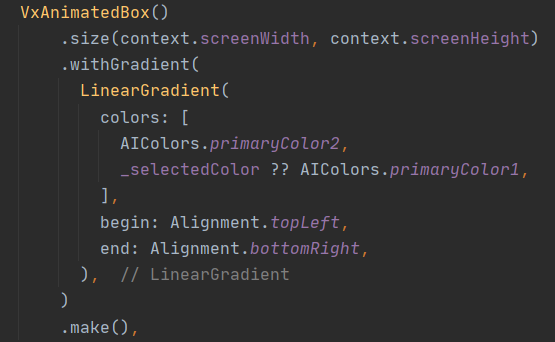 VxAnimatedBox()
.size(context.screenWidth, context.screenHeight)
.withGradient(
LinearGradient(
colors: [
AIColors.primaryColor2,
_selectedColor ?? AIColors.primaryColor1,
],
begin: Alignment.topLeft,
end: Alignment.bottomRight,
), // LinearGradient
)
.make(),